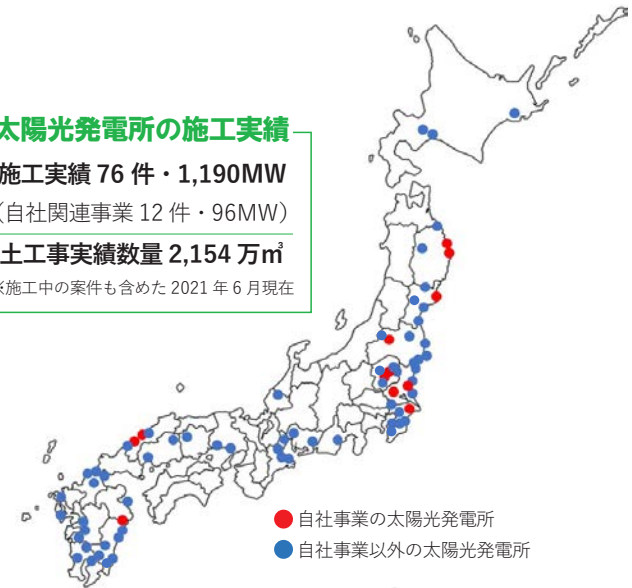 太陽光発電所の施工実績
施工実績 76 件・1,190MW
（自社関連事業 12 件・96MW）
土工事実績数量 2,154 万㎥
※施工中の案件も含めた 2021 年 6 月現在
自社事業の太陽光発電所
自社事業以外の太陽光発電所